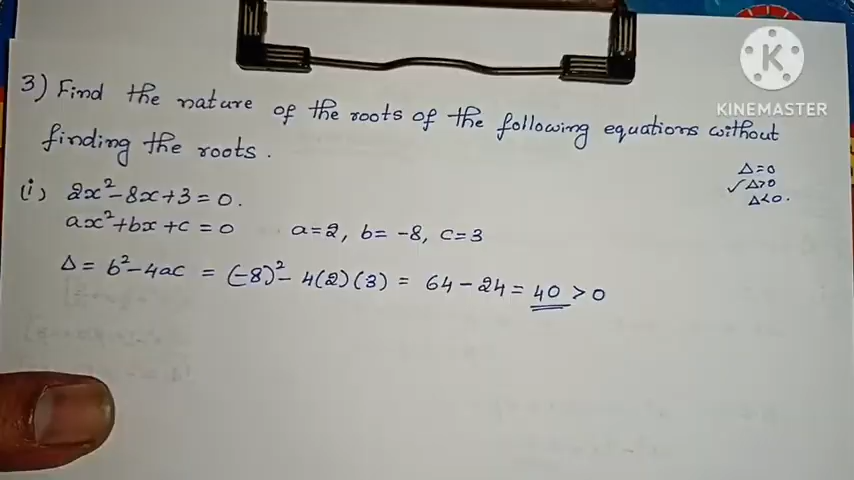 KINEMASTER
3) Find the nature of the roots of the following equations without
finding the roots.
(i) 2x²-8x+3=0.
ax²+bx+c=0 a=2, b=-8, c=3
Δ=0
✓Δ>0
Δ<0.
Δ = b²-4ac = (-8)²-4(2)(3) = 64-24=40>0